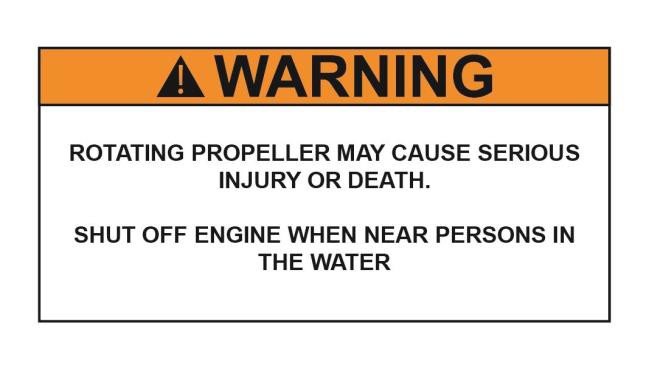 WARNING
ROTATING PROPELLER MAY CAUSE SERIOUS
INJURY OR DEATH.
SHUT OFF ENGINE WHEN NEAR PERSONS IN
THE WATER